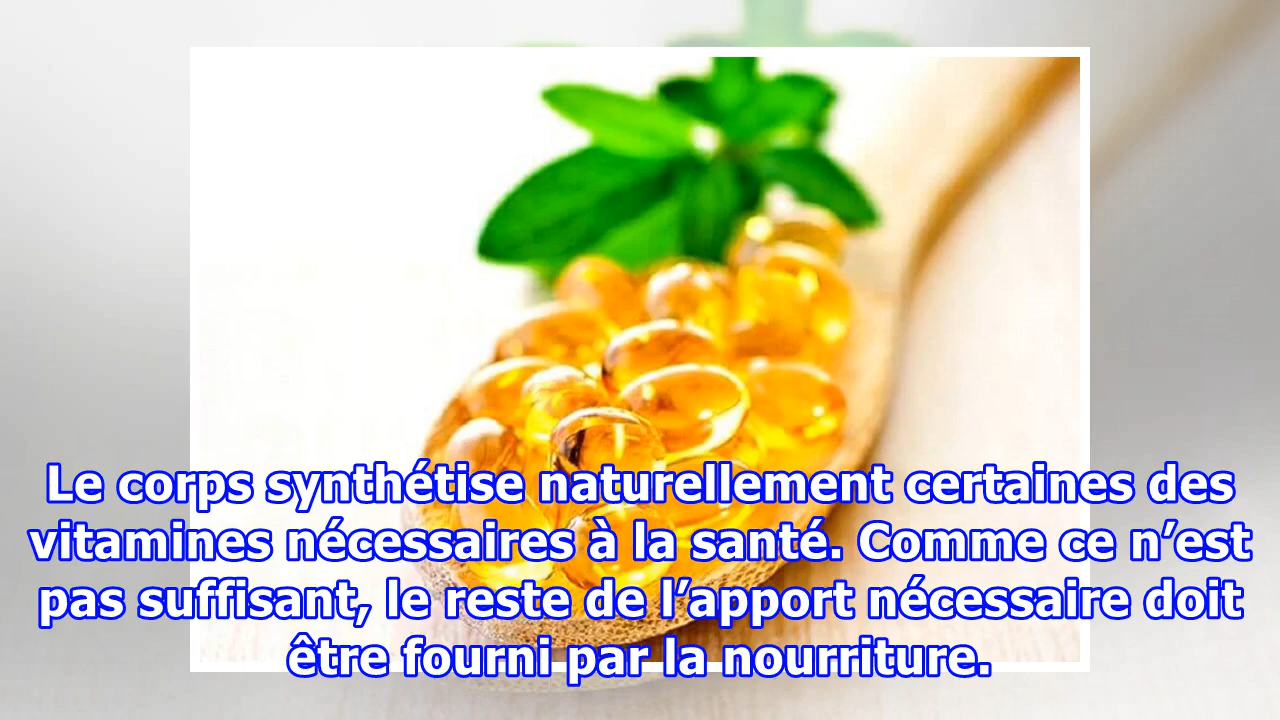 Le corps synthétise naturellement certaines des
vitamines nécessaires à la santé. Comme ce n’est
pas suffisant, le reste de l’apport nécessaire doit
être fourni par la nourriture.